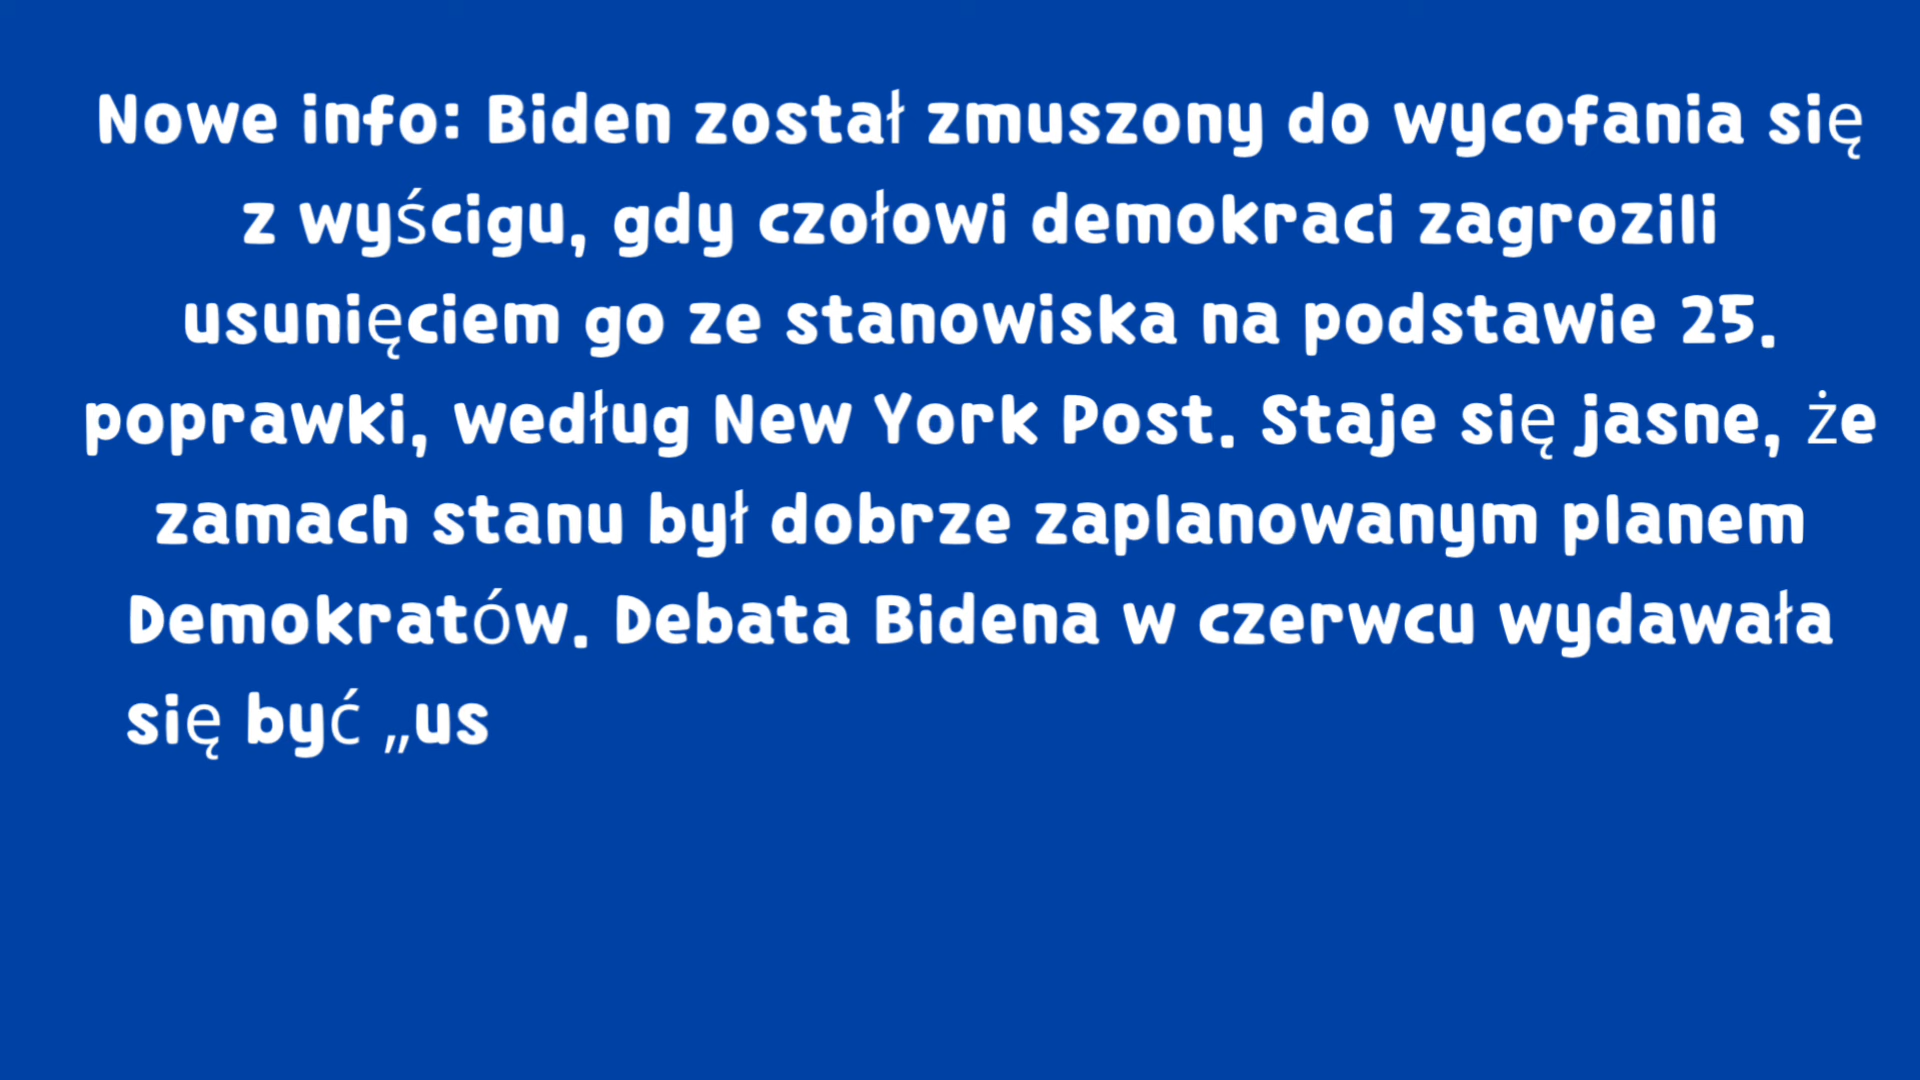 Nowe info: Biden został zmuszony do wycofania się
z wyścigu, gdy czołowi demokraci zagrozili
usunięciem go ze stanowiska na podstawie 25.
poprawki, według New York Post. Staje się jasne, że
zamach stanu był dobrze zaplanowanym planem
Demokratów. Debata Bidena w czerwcu wydawała
się być „us